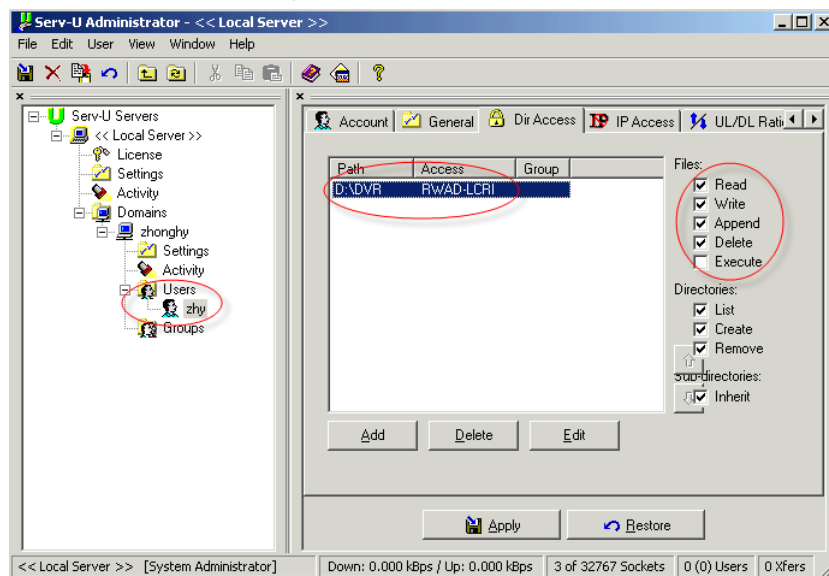 Serv-U Administrator - << Local Server >>
File Edit User View Window Help
Serv-U Servers
<< Local Server >>
License
Settings
Activity
Domains
zhonghy
Settings
Activity
Users
zhy
Groups
Account General Dir Access IP Access UL/DL Rati
Path Access Group
D:\DVR RWAD-LCRI
Files:
Read
Write
Append
Delete
Execute
Directories:
List
Create
Remove
Sub-directories:
Inherit
Add Delete Edit
Apply Restore
<< Local Server >> [System Administrator] Down: 0.000 kBps / Up: 0.000 kBps 3 of 32767 Sockets 0 (0) Users 0 Xfers